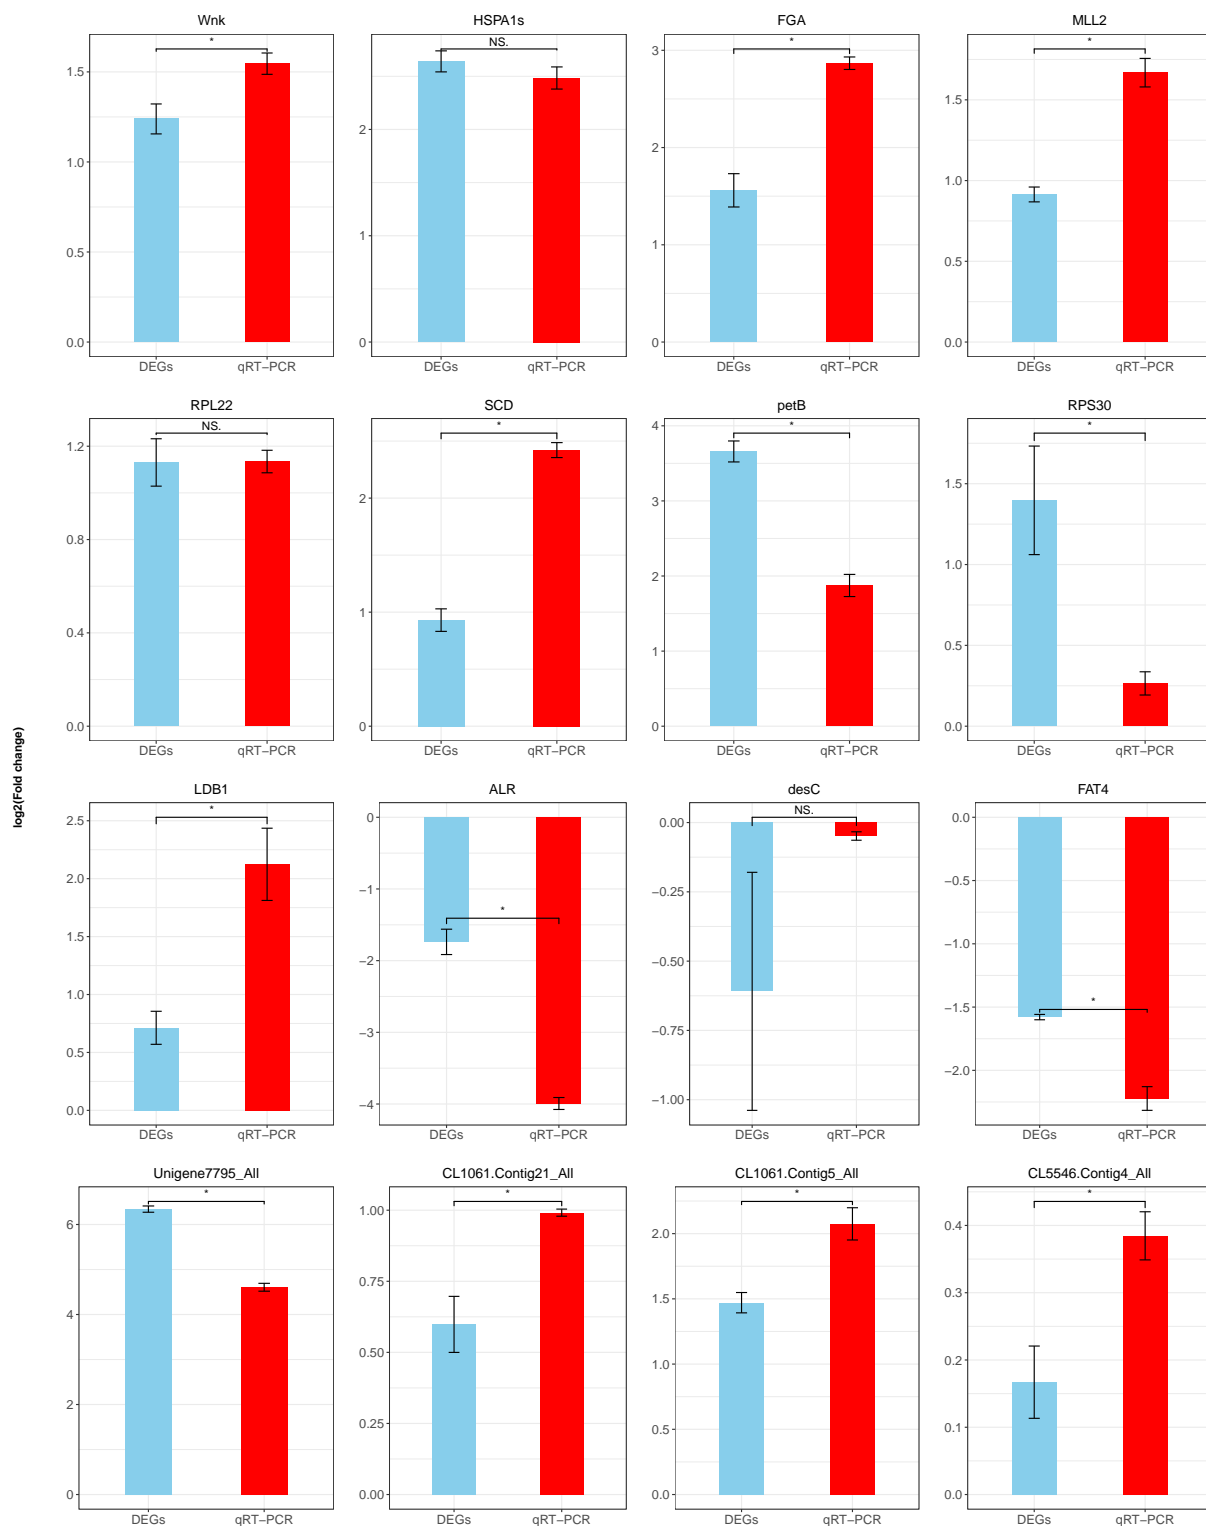 log2(Fold change)
Wnk
*
1.5
1.0
0.5
0.0
DEGs qRT−PCR
HSPA1s
NS.
2
1
0
DEGs qRT−PCR
FGA
*
3
2
1
0
DEGs qRT−PCR
MLL2
*
1.5
1.0
0.5
0.0
DEGs qRT−PCR
RPL22
NS.
1.2
0.8
0.4
0.0
DEGs qRT−PCR
SCD
*
2
1
0
DEGs qRT−PCR
petB
*
4
3
2
1
0
DEGs qRT−PCR
RPS30
*
1.5
1.0
0.5
0.0
DEGs qRT−PCR
LDB1
*
2.5
2.0
1.5
1.0
0.5
0.0
DEGs qRT−PCR
ALR
*
0
−1
−2
−3
−4
DEGs qRT−PCR
desC
NS.
0.00
−0.25
−0.50
−0.75
−1.00
DEGs qRT−PCR
FAT4
*
0.0
−0.5
−1.0
−1.5
−2.0
DEGs qRT−PCR
Unigene7795_All
*
6
4
2
0
DEGs qRT−PCR
CL1061.Contig21_All
*
1.00
0.75
0.50
0.25
0.00
DEGs qRT−PCR
CL1061.Contig5_All
*
2.0
1.5
1.0
0.5
0.0
DEGs qRT−PCR
CL5546.Contig4_All
*
0.4
0.3
0.2
0.1
0.0
DEGs qRT−PCR